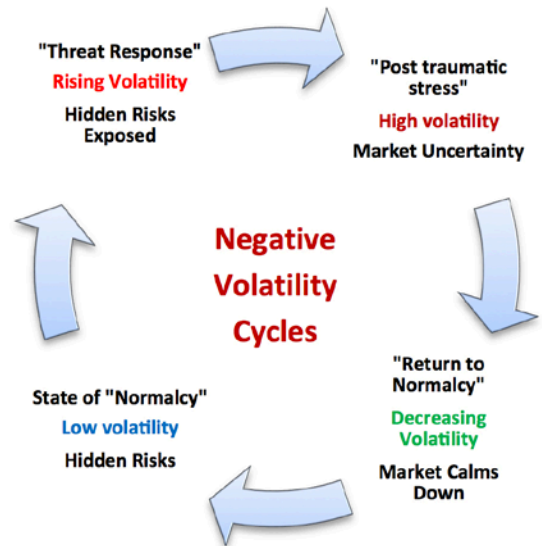 "Threat Response"
Rising Volatility
Hidden Risks
Exposed
"Post traumatic
stress"
High volatility
Market Uncertainty
Negative
Volatility
Cycles
"Return to
Normalcy"
Decreasing
Volatility
Market Calms
Down
State of "Normalcy"
Low volatility
Hidden Risks